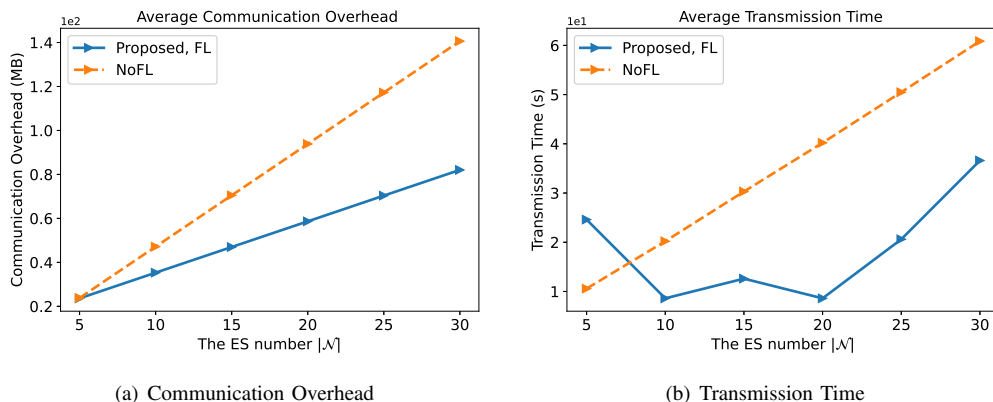 Average Communication Overhead
1e2
1.4
1.2
1.0
0.8
0.6
0.4
0.2
Communication Overhead (MB)
Proposed, FL
NoFL
5 10 15 20 25 30
The ES number |𝒩|
(a) Communication Overhead
Average Transmission Time
1e1
6
5
4
3
2
1
Transmission Time (s)
Proposed, FL
NoFL
5 10 15 20 25 30
The ES number |𝒩|
(b) Transmission Time